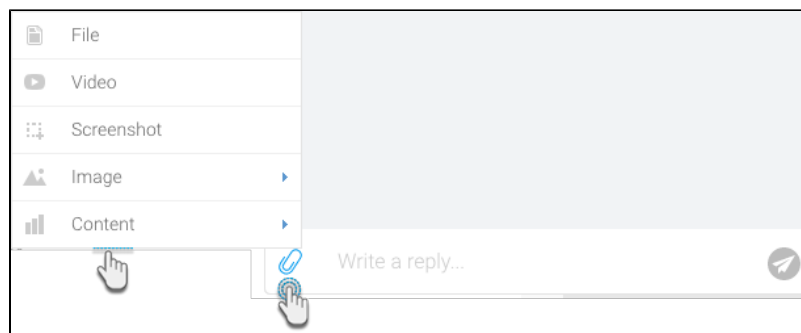 File
Video
Screenshot
Image
Content
Write a reply...